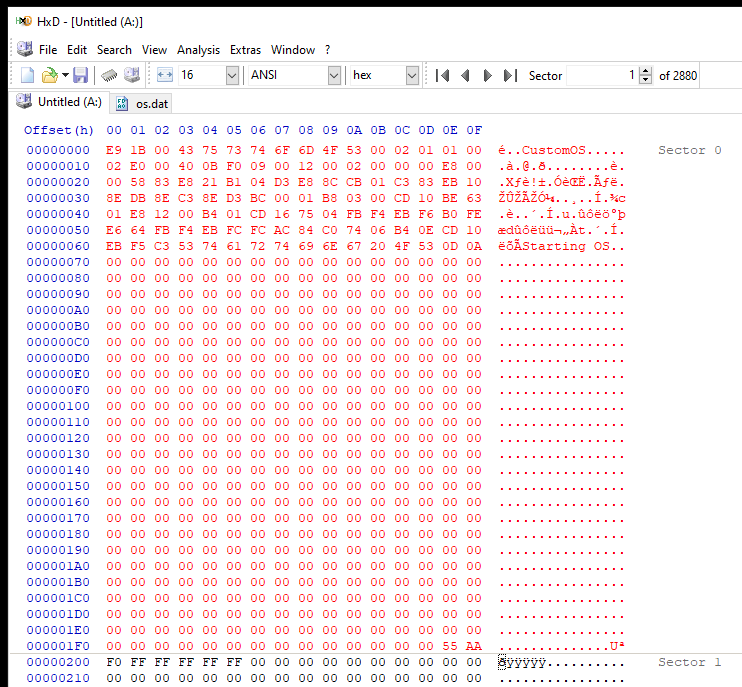 HxD - [Untitled (A:)]
File Edit Search View Analysis Extras Window ?
16 ANSI hex Sector 1 of 2880
Untitled (A:) os.dat
Offset(h) 00 01 02 03 04 05 06 07 08 09 0A 0B 0C 0D 0E 0F
00000000 E9 1B 00 43 75 73 74 6F 6D 4F 53 00 02 01 01 00 é..CustomOS..... Sector 0
00000010 02 E0 00 40 0B F0 09 00 12 00 02 00 00 00 E8 00 .à.@.ð........è.
00000020 00 58 83 E8 21 B1 04 D3 E8 8C CB 01 C3 83 EB 10 .Xƒè!±.ÓèŒË.Ãƒë.
00000030 8E DB 8E C3 8E D3 BC 00 01 B8 03 00 CD 10 BE 63 ŽÛŽÃŽÓ¼..¸..Í.¾c
00000040 01 E8 12 00 B4 01 CD 16 75 04 FB F4 EB F6 B0 FE .è..´.Í.u.ûôëö°þ
00000050 E6 64 FB F4 EB FC FC AC 84 C0 74 06 B4 0E CD 10 ædûôëüü¬„Àt.´.Í.
00000060 EB F5 C3 53 74 61 72 74 69 6E 67 20 4F 53 0D 0A ëõÃStarting OS..
00000070 00 00 00 00 00 00 00 00 00 00 00 00 00 00 00 00 ................
00000080 00 00 00 00 00 00 00 00 00 00 00 00 00 00 00 00 ................
00000090 00 00 00 00 00 00 00 00 00 00 00 00 00 00 00 00 ................
000000A0 00 00 00 00 00 00 00 00 00 00 00 00 00 00 00 00 ................
000000B0 00 00 00 00 00 00 00 00 00 00 00 00 00 00 00 00 ................
000000C0 00 00 00 00 00 00 00 00 00 00 00 00 00 00 00 00 ................
000000D0 00 00 00 00 00 00 00 00 00 00 00 00 00 00 00 00 ................
000000E0 00 00 00 00 00 00 00 00 00 00 00 00 00 00 00 00 ................
000000F0 00 00 00 00 00 00 00 00 00 00 00 00 00 00 00 00 ................
00000100 00 00 00 00 00 00 00 00 00 00 00 00 00 00 00 00 ................
00000110 00 00 00 00 00 00 00 00 00 00 00 00 00 00 00 00 ................
00000120 00 00 00 00 00 00 00 00 00 00 00 00 00 00 00 00 ................
00000130 00 00 00 00 00 00 00 00 00 00 00 00 00 00 00 00 ................
00000140 00 00 00 00 00 00 00 00 00 00 00 00 00 00 00 00 ................
00000150 00 00 00 00 00 00 00 00 00 00 00 00 00 00 00 00 ................
00000160 00 00 00 00 00 00 00 00 00 00 00 00 00 00 00 00 ................
00000170 00 00 00 00 00 00 00 00 00 00 00 00 00 00 00 00 ................
00000180 00 00 00 00 00 00 00 00 00 00 00 00 00 00 00 00 ................
00000190 00 00 00 00 00 00 00 00 00 00 00 00 00 00 00 00 ................
000001A0 00 00 00 00 00 00 00 00 00 00 00 00 00 00 00 00 ................
000001B0 00 00 00 00 00 00 00 00 00 00 00 00 00 00 00 00 ................
000001C0 00 00 00 00 00 00 00 00 00 00 00 00 00 00 00 00 ................
000001D0 00 00 00 00 00 00 00 00 00 00 00 00 00 00 00 00 ................
000001E0 00 00 00 00 00 00 00 00 00 00 00 00 00 00 00 00 ................
000001F0 00 00 00 00 00 00 00 00 00 00 00 00 00 00 55 AA ..............Uª
00000200 F0 FF FF FF FF FF 00 00 00 00 00 00 00 00 00 00 ðÿÿÿÿÿ.......... Sector 1
00000210 00 00 00 00 00 00 00 00 00 00 00 00 00 00 00 00 ................